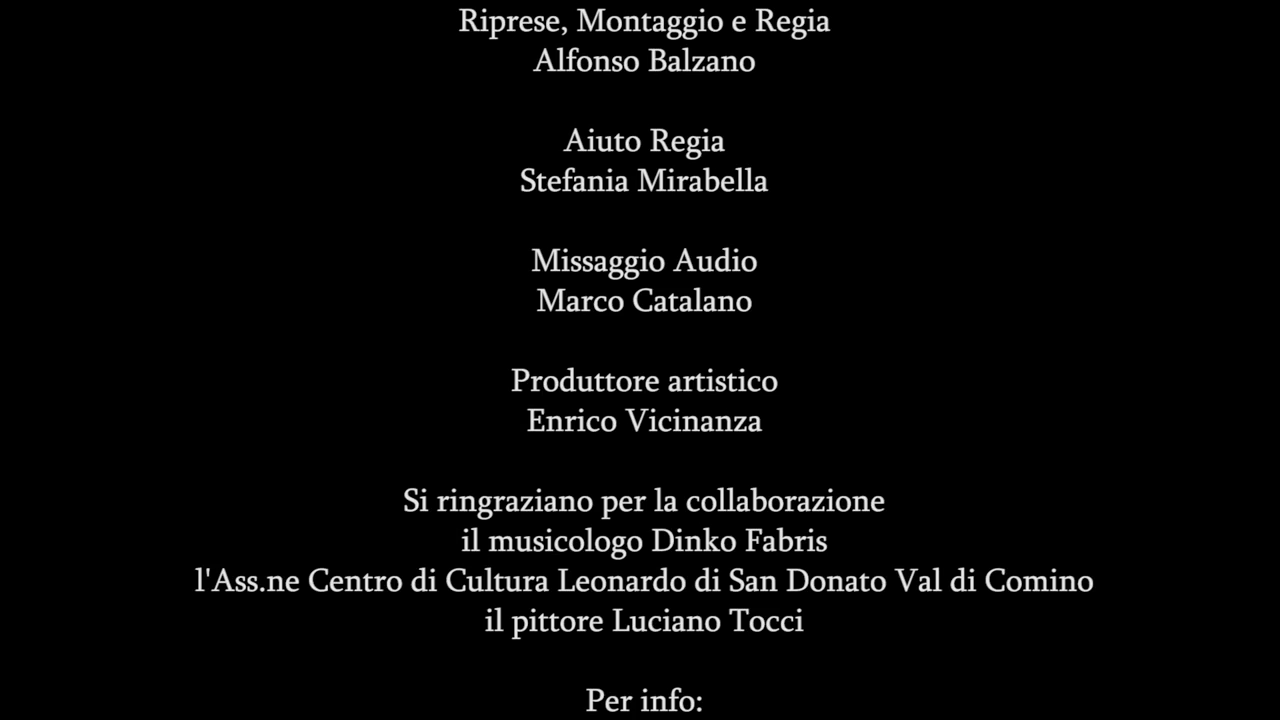 Riprese, Montaggio e Regia
Alfonso Balzano
Aiuto Regia
Stefania Mirabella
Missaggio Audio
Marco Catalano
Produttore artistico
Enrico Vicinanza
Si ringraziano per la collaborazione
il musicologo Dinko Fabris
l'Ass.ne Centro di Cultura Leonardo di San Donato Val di Comino
il pittore Luciano Tocci
Per info: